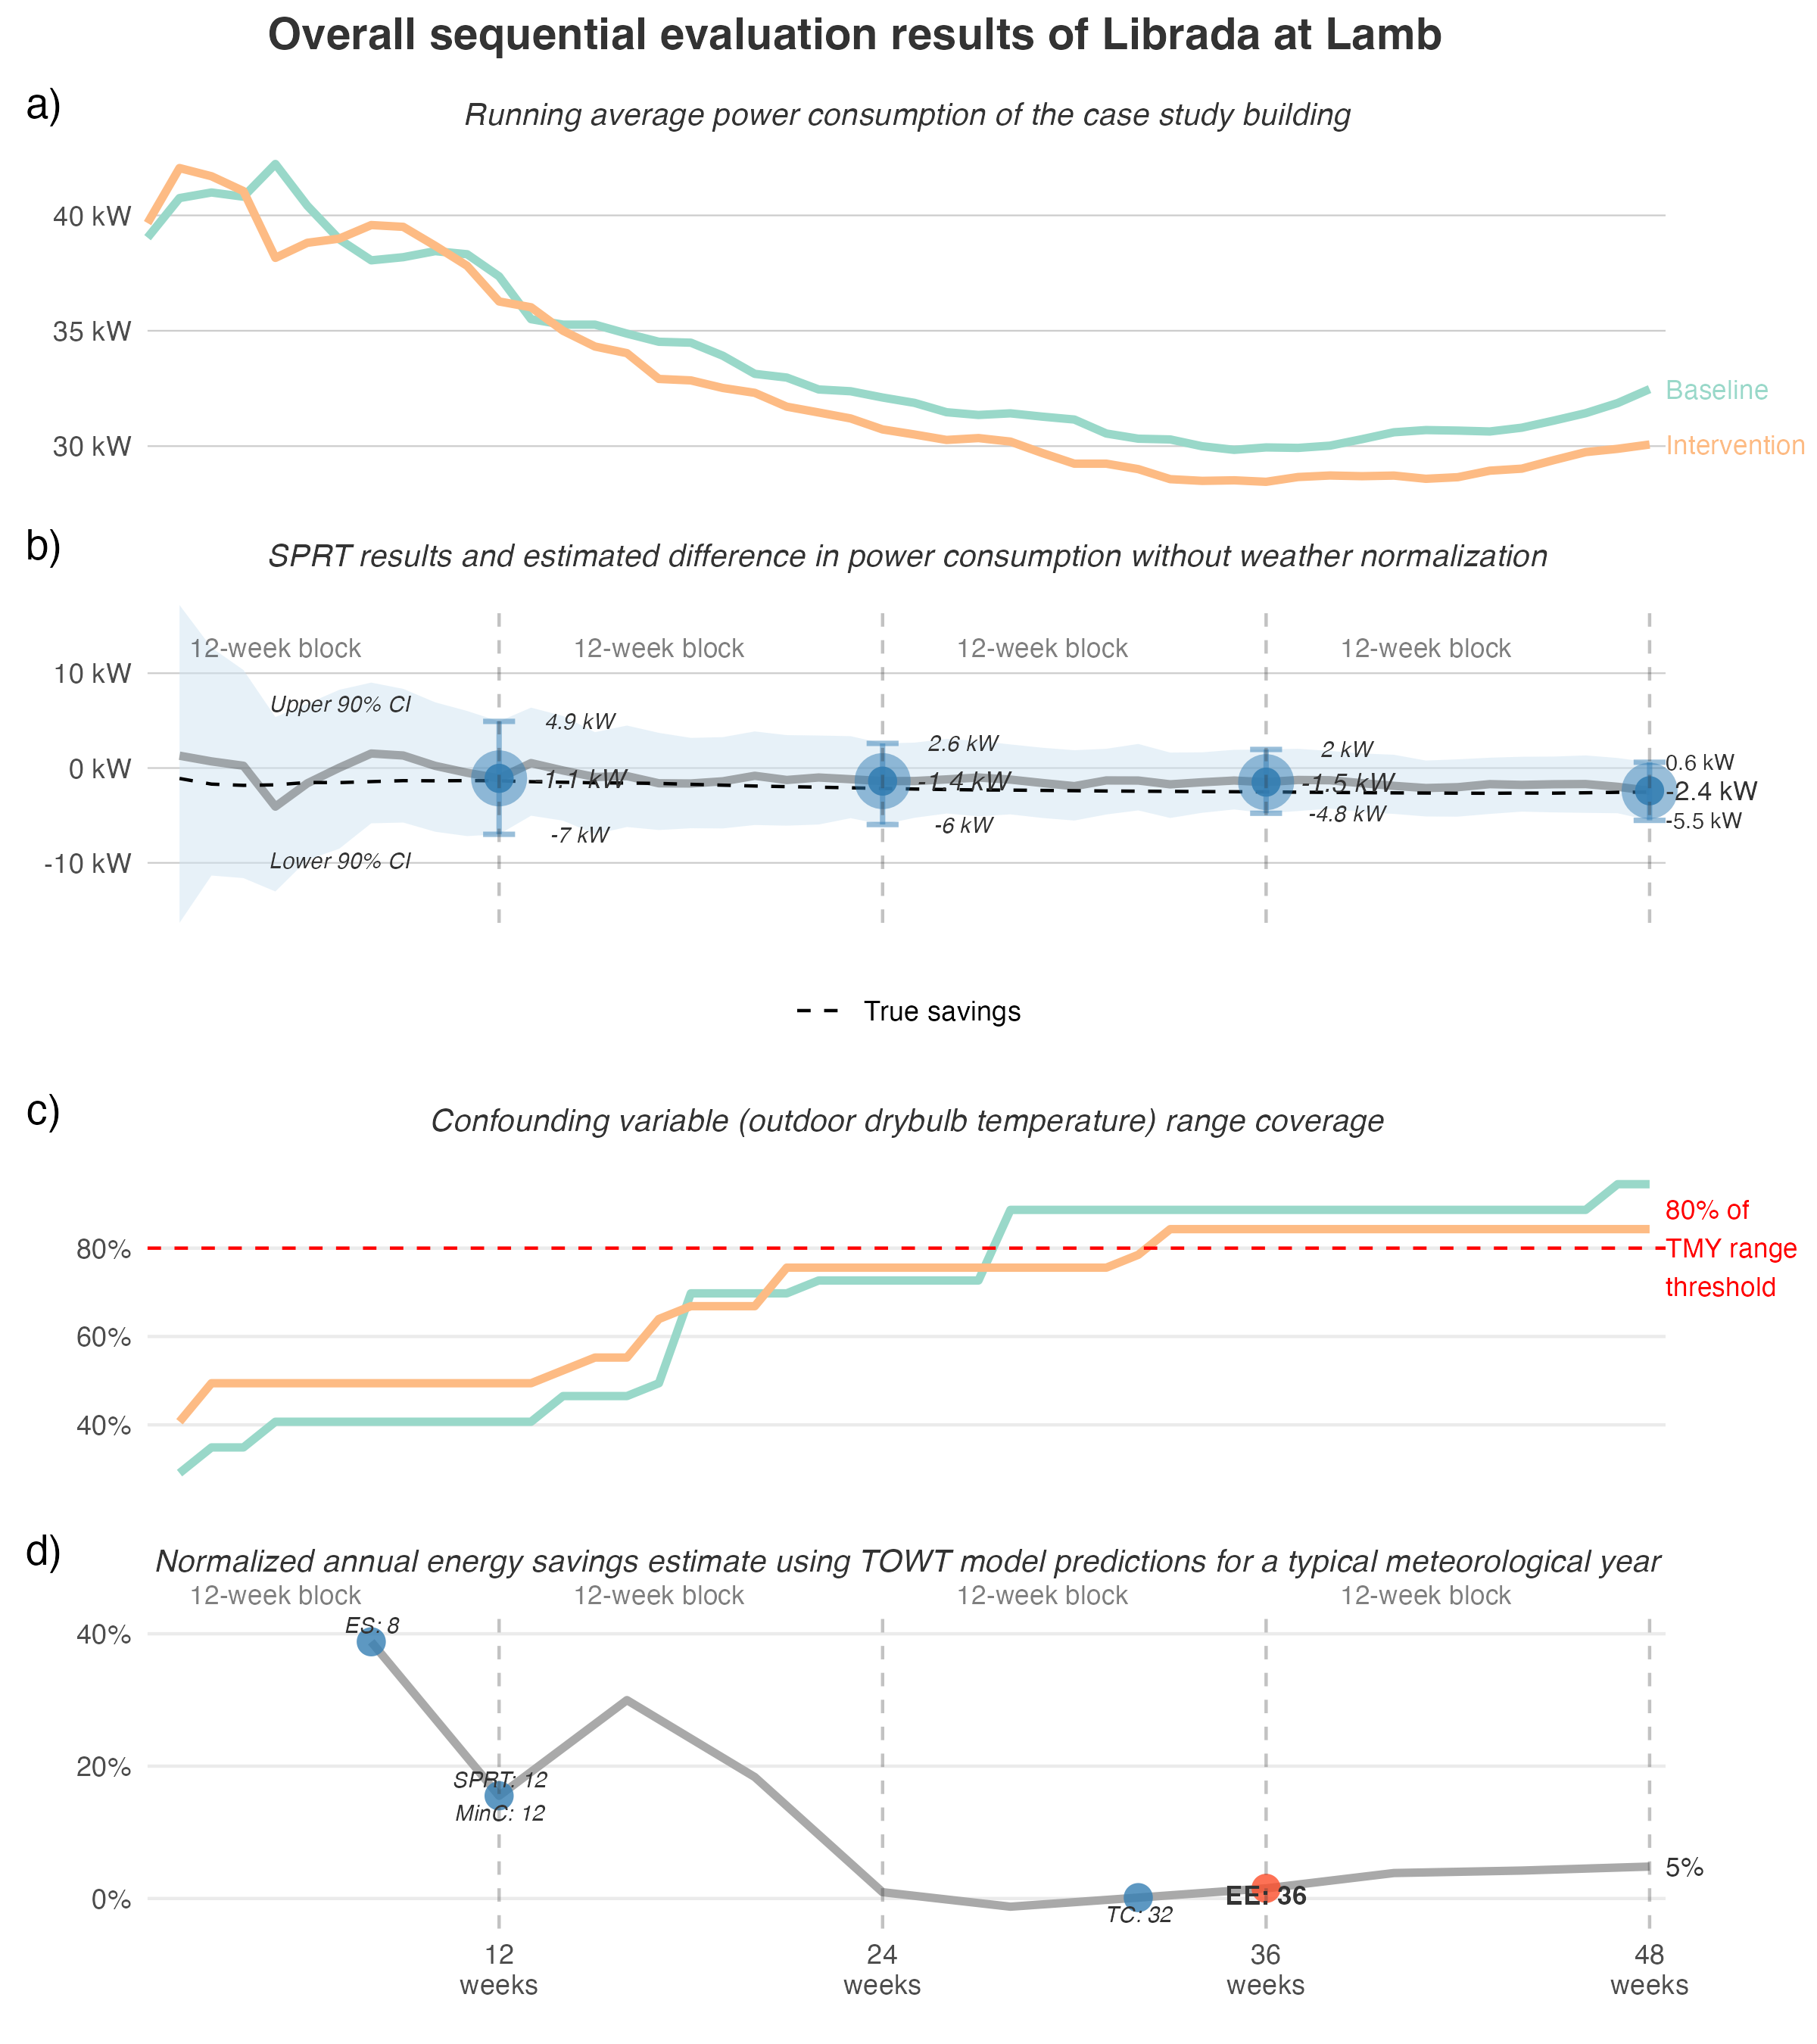 Overall sequential evaluation results of Librada at Lamb
a)
Running average power consumption of the case study building
40 kW
35 kW
30 kW
Baseline
Intervention
b)
SPRT results and estimated difference in power consumption without weather normalization
12-week block 12-week block 12-week block 12-week block
10 kW
0 kW
-10 kW
Upper 90% CI
Lower 90% CI
4.9 kW
-1.1 kW
-7 kW
2.6 kW
-1.4 kW
-6 kW
2 kW
-1.5 kW
-4.8 kW
0.6 kW
-2.4 kW
-5.5 kW
True savings
c)
Confounding variable (outdoor drybulb temperature) range coverage
80%
60%
40%
80% of
TMY range
threshold
d)
Normalized annual energy savings estimate using TOWT model predictions for a typical meteorological year
12-week block 12-week block 12-week block 12-week block
40%
20%
0%
ES: 8
SPRT: 12
MinC: 12
TC: 32
EE: 36
5%
12
weeks
24
weeks
36
weeks
48
weeks